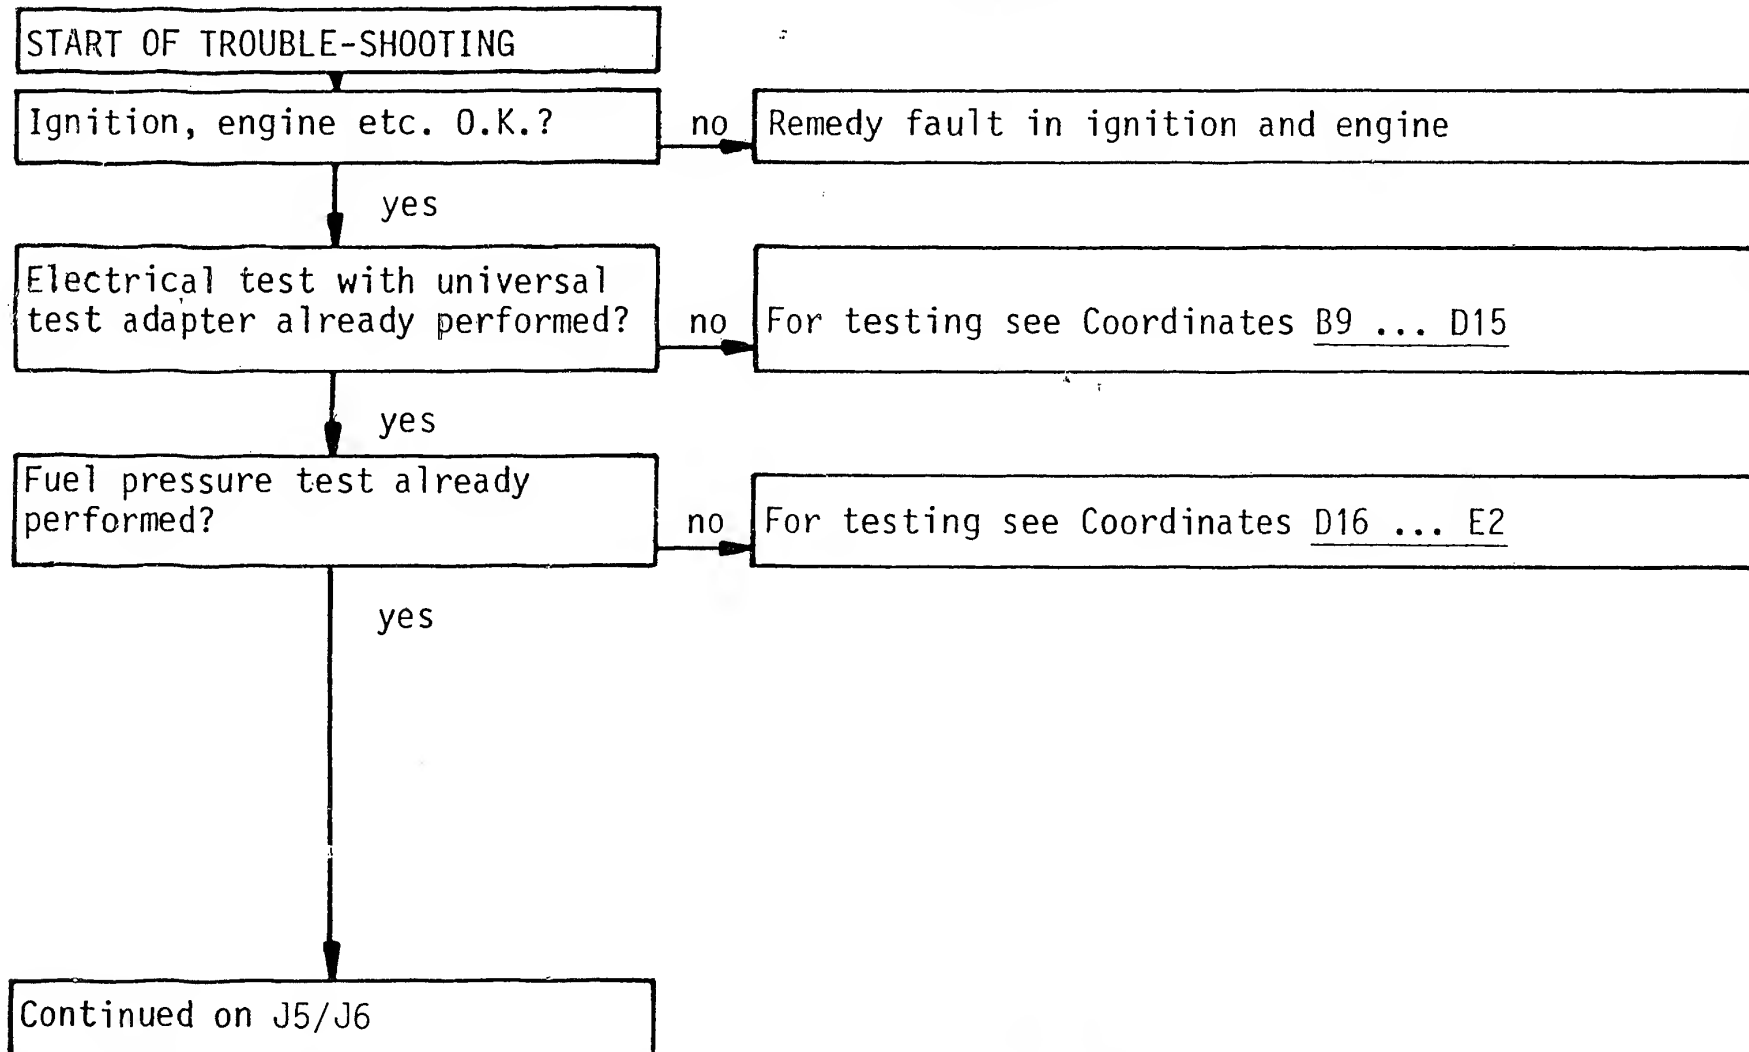 START OF TROUBLE-SHOOTING
Ignition, engine etc. O.K.?
no
Remedy fault in ignition and engine
yes
Electrical test with universal
test adapter already performed?
no
For testing see Coordinates B9 ... D15
yes
Fuel pressure test already
performed?
no
For testing see Coordinates D16 ... E2
yes
Continued on J5/J6